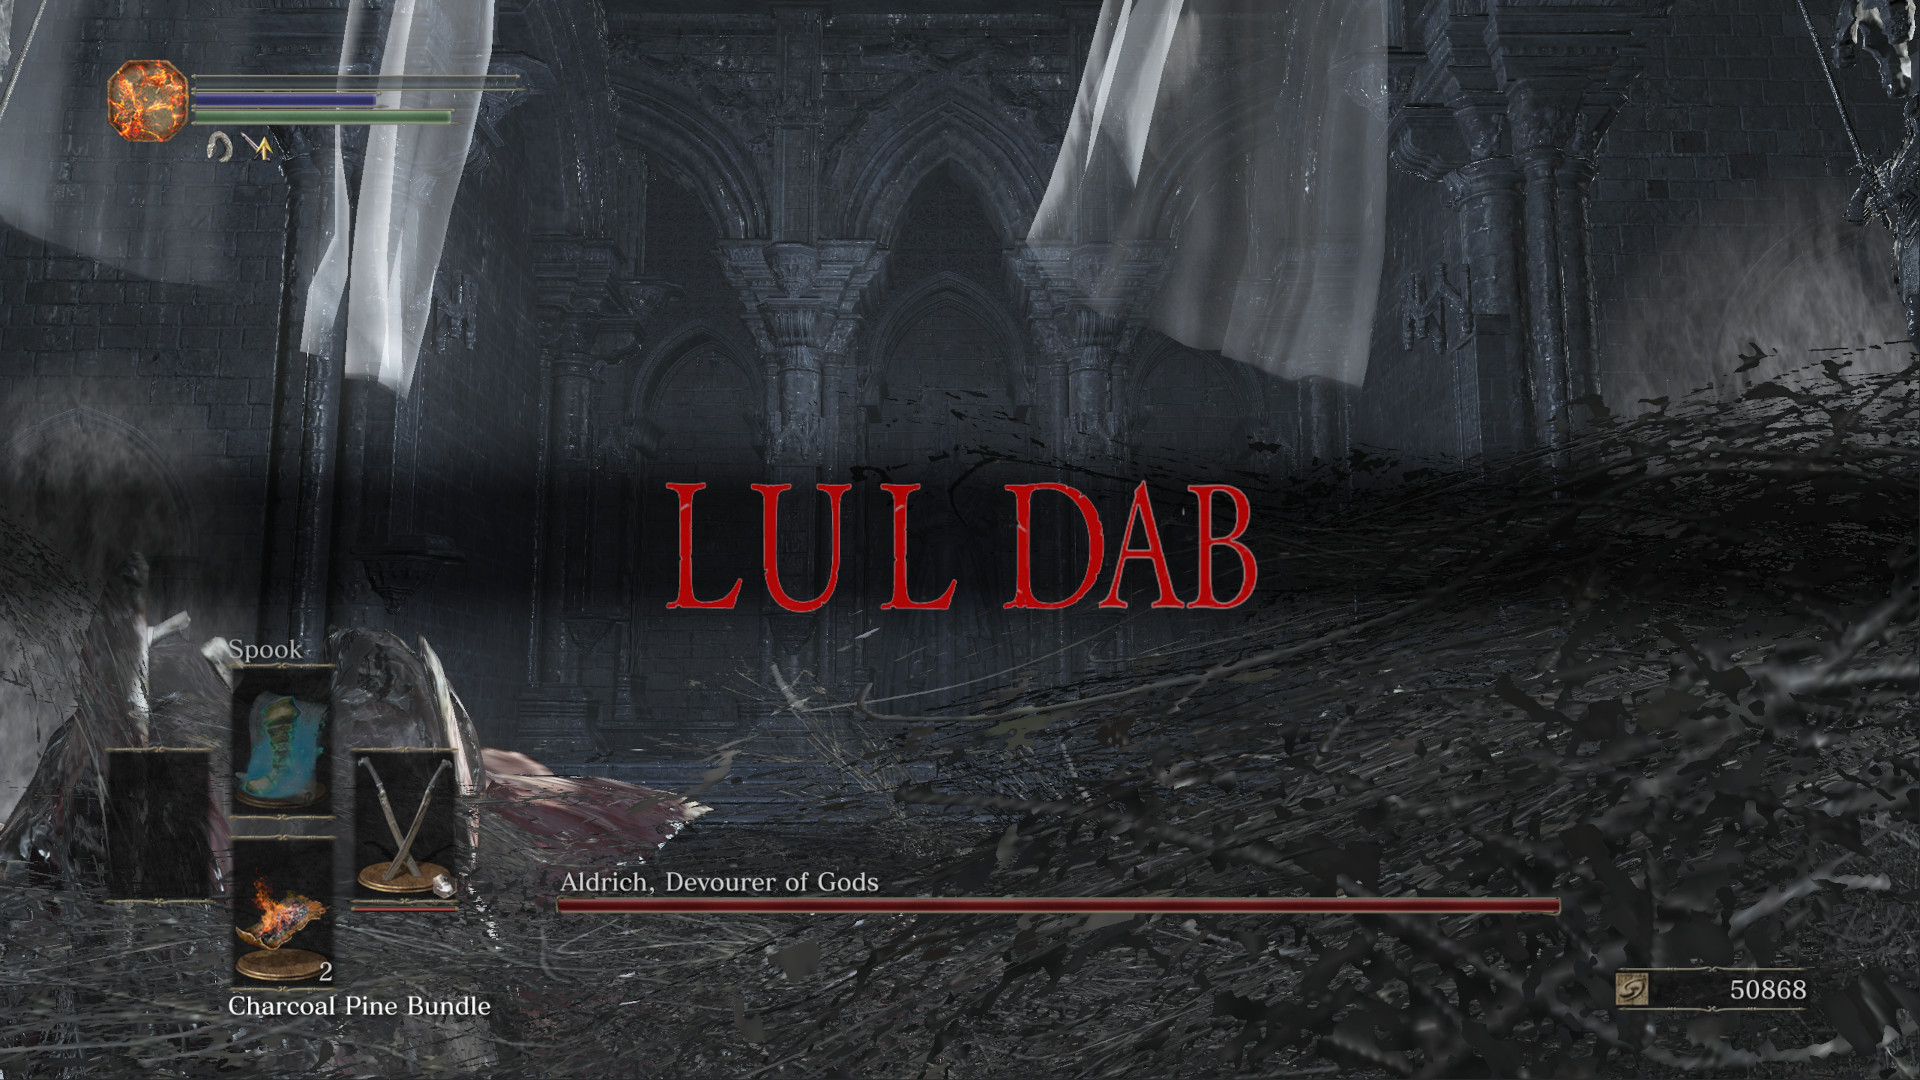 LUL DAB
Spook
Aldrich, Devourer of Gods
2
Charcoal Pine Bundle
50868